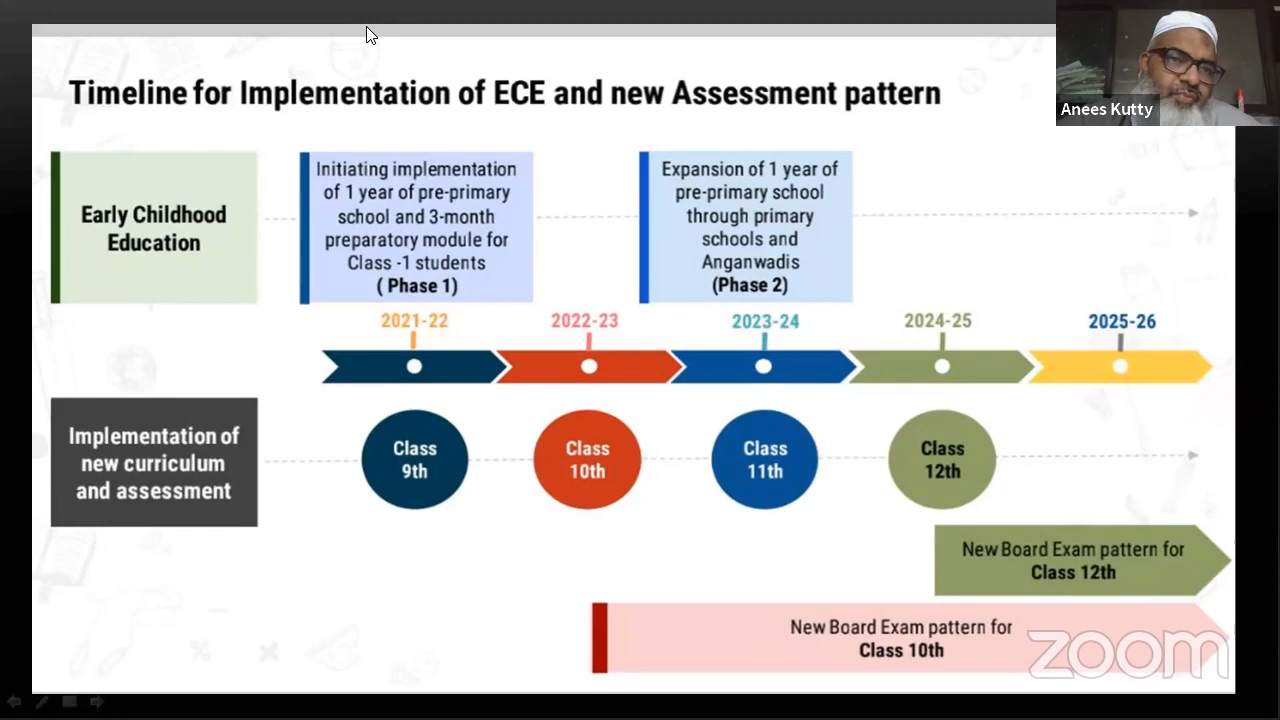 Timeline for Implementation of ECE and new Assessment pattern
Anees Kutty
Early Childhood
Education
Initiating implementation
of 1 year of pre-primary
school and 3-month
preparatory module for
Class -1 students
( Phase 1)
Expansion of 1 year of
pre-primary school
through primary
schools and
Anganwadis
(Phase 2)
2021-22
2022-23
2023-24
2024-25
2025-26
Implementation of
new curriculum
and assessment
Class
9th
Class
10th
Class
11th
Class
12th
New Board Exam pattern for
Class 12th
New Board Exam pattern for
Class 10th
zoom